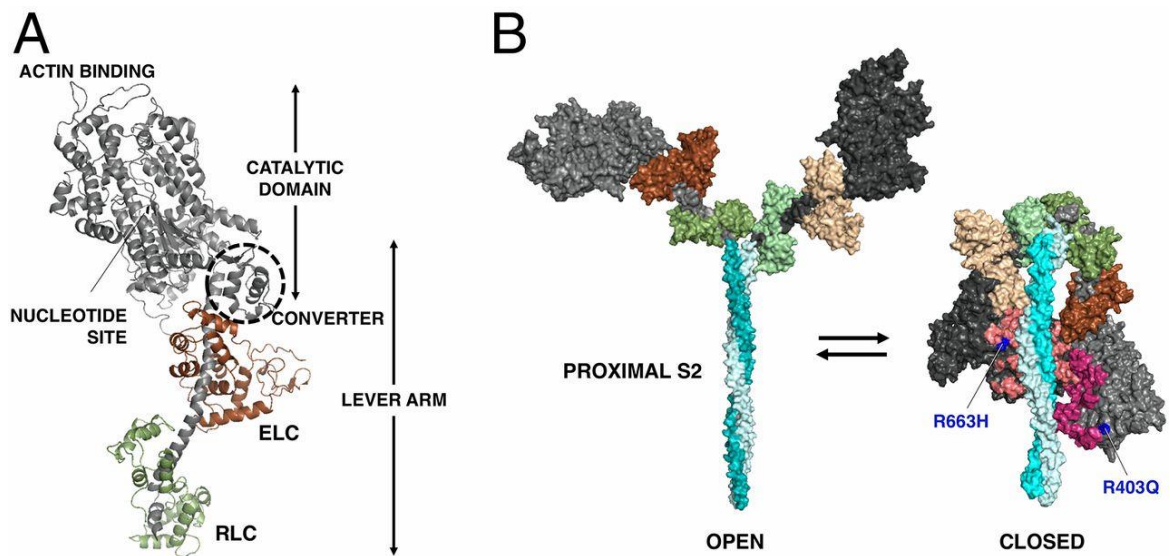 A
ACTIN BINDING
CATALYTIC
DOMAIN
NUCLEOTIDE
SITE
CONVERTER
LEVER ARM
ELC
RLC
B
PROXIMAL S2
R663H
R403Q
OPEN
CLOSED